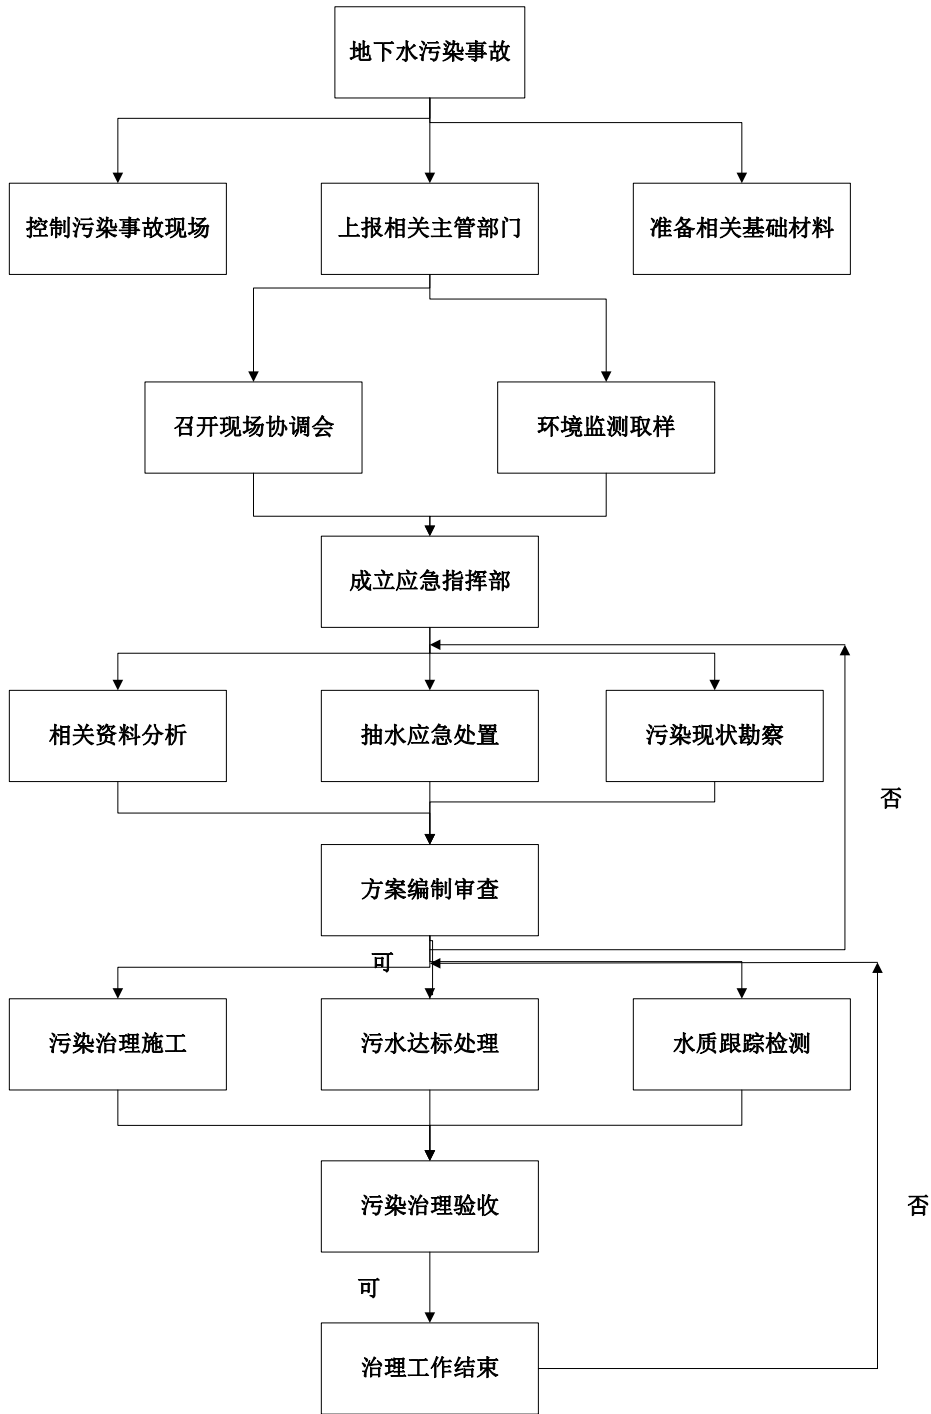 地下水污染事故
控制污染事故现场
上报相关主管部门
准备相关基础材料
召开现场协调会
环境监测取样
成立应急指挥部
相关资料分析
抽水应急处置
污染现状勘察
否
方案编制审查
可
污染治理施工
污水达标处理
水质跟踪检测
污染治理验收
否
可
治理工作结束